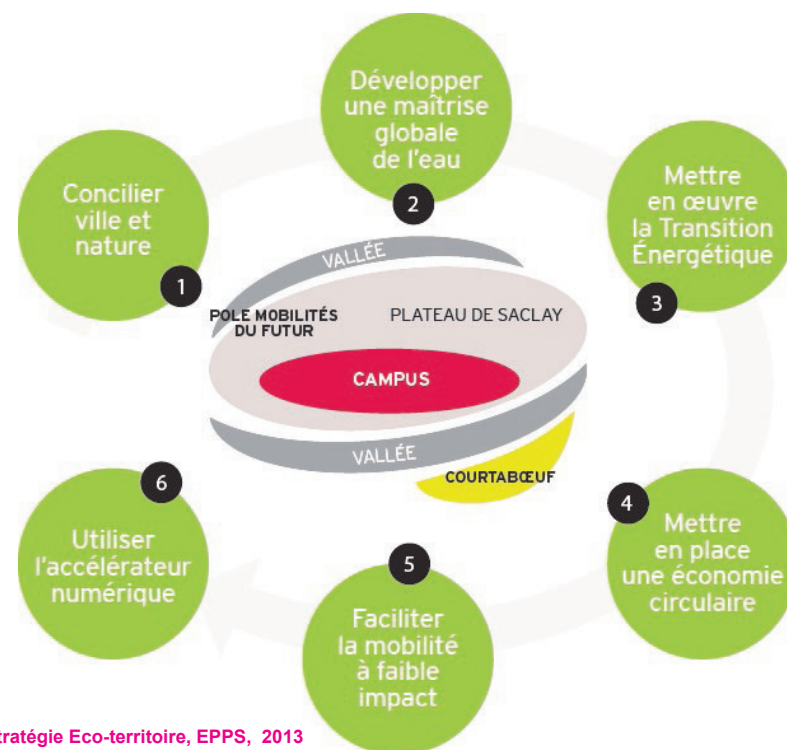 Concilier
ville et
nature
1
Développer
une maîtrise
globale
de l'eau
2
Mettre
en œuvre
la Transition
Énergétique
3
VALLÉE
POLE MOBILITÉS
DU FUTUR
PLATEAU DE SACLAY
CAMPUS
VALLÉE
COURTABŒUF
4
Mettre
en place
une économie
circulaire
5
Faciliter
la mobilité
à faible
impact
6
Utiliser
l'accélérateur
numérique
tratégie Eco-territoire, EPPS, 2013